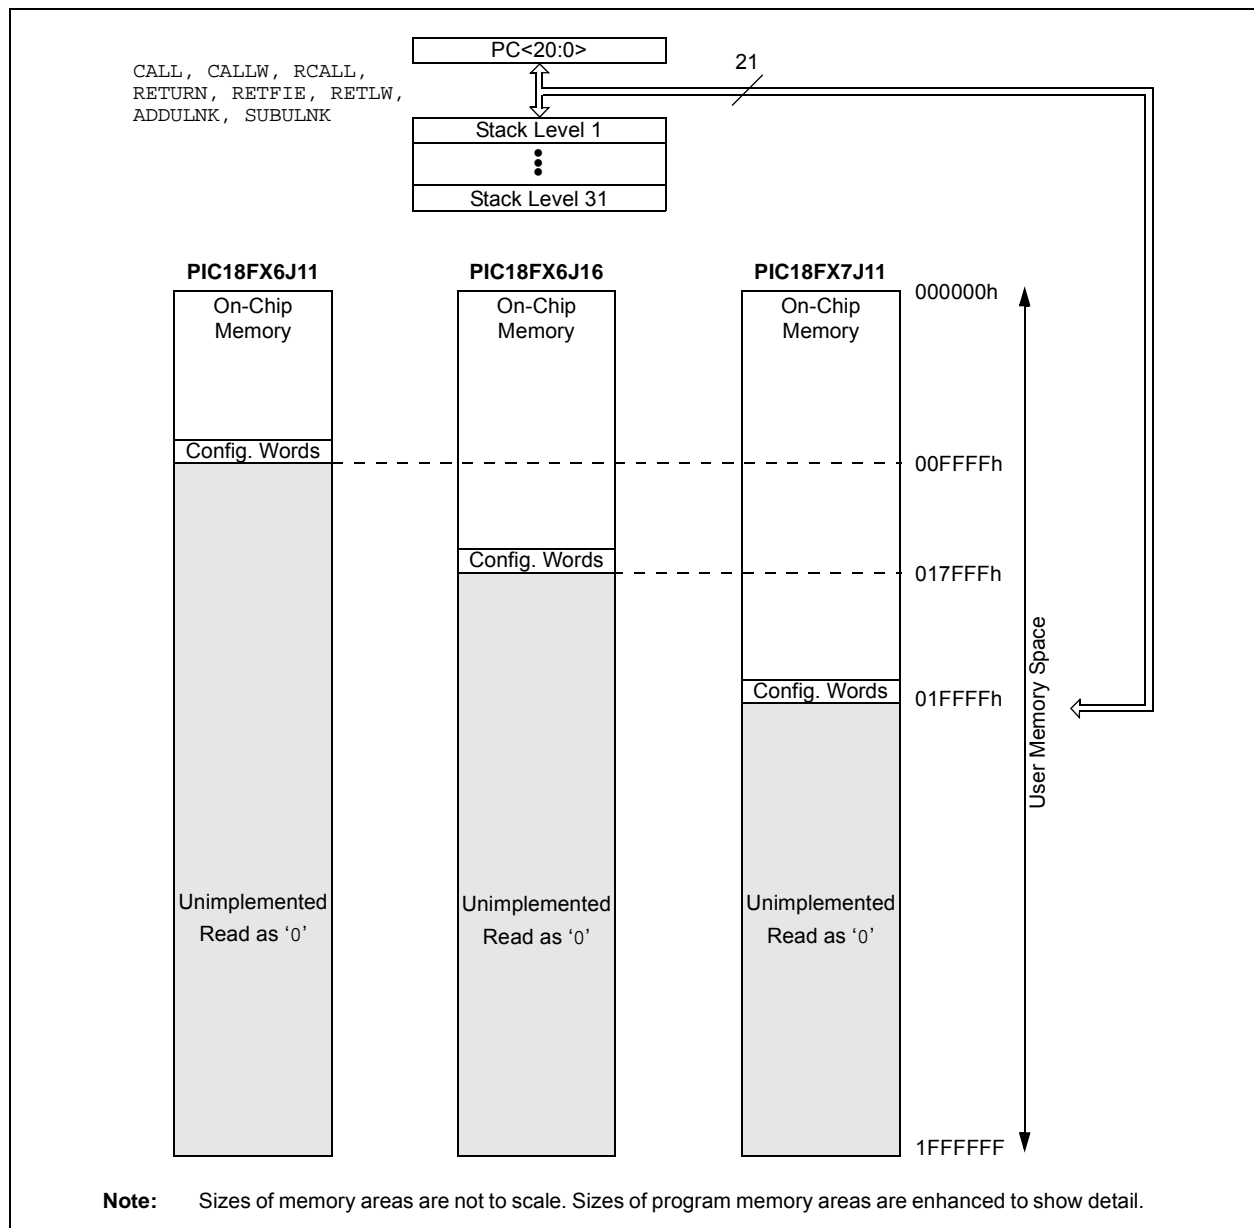 PC<20:0>
21
CALL, CALLW, RCALL,
RETURN, RETFIE, RETLW,
ADDULNK, SUBULNK
Stack Level 1
Stack Level 31
PIC18FX6J11
PIC18FX6J16
PIC18FX7J11
On-Chip
Memory
On-Chip
Memory
On-Chip
Memory
000000h
Config. Words
00FFFFh
Config. Words
017FFFh
Config. Words
01FFFFh
User Memory Space
Unimplemented
Read as ‘0’
Unimplemented
Read as ‘0’
Unimplemented
Read as ‘0’
1FFFFFF
Note: Sizes of memory areas are not to scale. Sizes of program memory areas are enhanced to show detail.